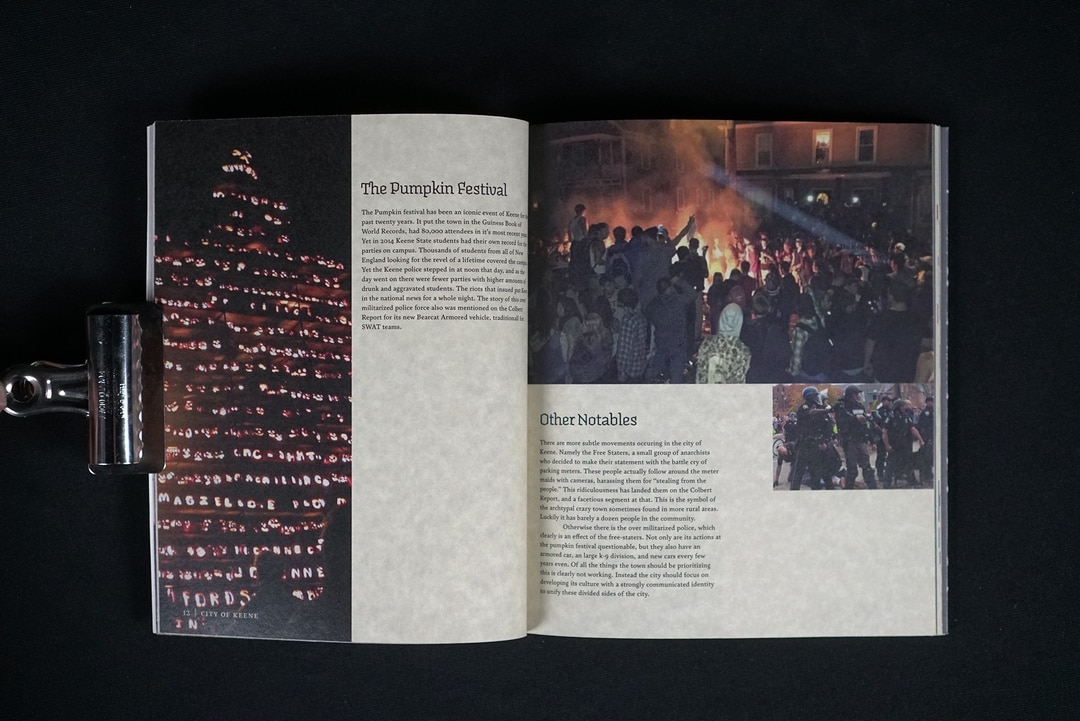 The Pumpkin Festival
The Pumpkin festival has been an iconic event of Keene for
past twenty years. It put the town in the Guiness Book of
World Records, had 80,000 attendees in it's most recent
Yet in 2014 Keene State students had their own record for
parties on campus. Thousands of students from all of New
England looking for the revel of a lifetime covered the
Yet the Keene police stepped in at noon that day, and as the
day went on there were fewer parties with higher amounts
drunk and aggravated students. The riots that insued put
in the national news for a whole night. The story of this
militarized police force also was mentioned on the Colbert
Report for its new Bearcat Armored vehicle, traditional
SWAT teams.
12 | CITY OF KEENE
Other Notables
There are more subtle movements occuring in the city of
Keene. Namely the Free Staters, a small group of anarchists
who decided to make their statement with the battle cry of
parking meters. These people actually follow around the meter
maids with cameras, harassing them for "stealing from the
people." This ridiculousness has landed them on the Colbert
Report, and a facetious segment at that. This is the symbol of
the archtypal crazy town sometimes found in more rural areas.
Luckily it has barely a dozen people in the community.
Otherwise there is the over militarized police, which
clearly is an effect of the free-staters. Not only are its actions at
the pumpkin festival questionable, but they also have an
armored car, an large k-9 division, and new cars every few
years even. Of all the things the town should be prioritizing
this is clearly not working. Instead the city should focus on
developing its culture with a strongly communicated identity
to unify these divided sides of the city.